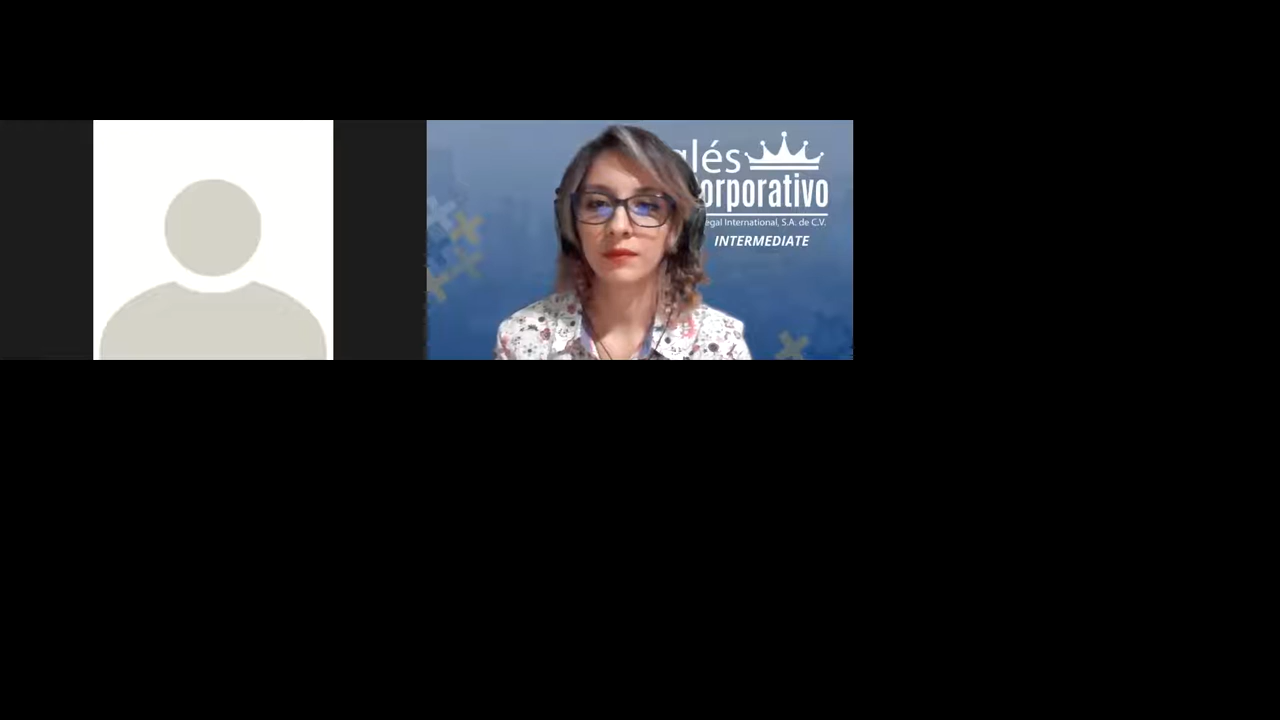 glés
orporativo
egal International, S.A. de C.V.
INTERMEDIATE